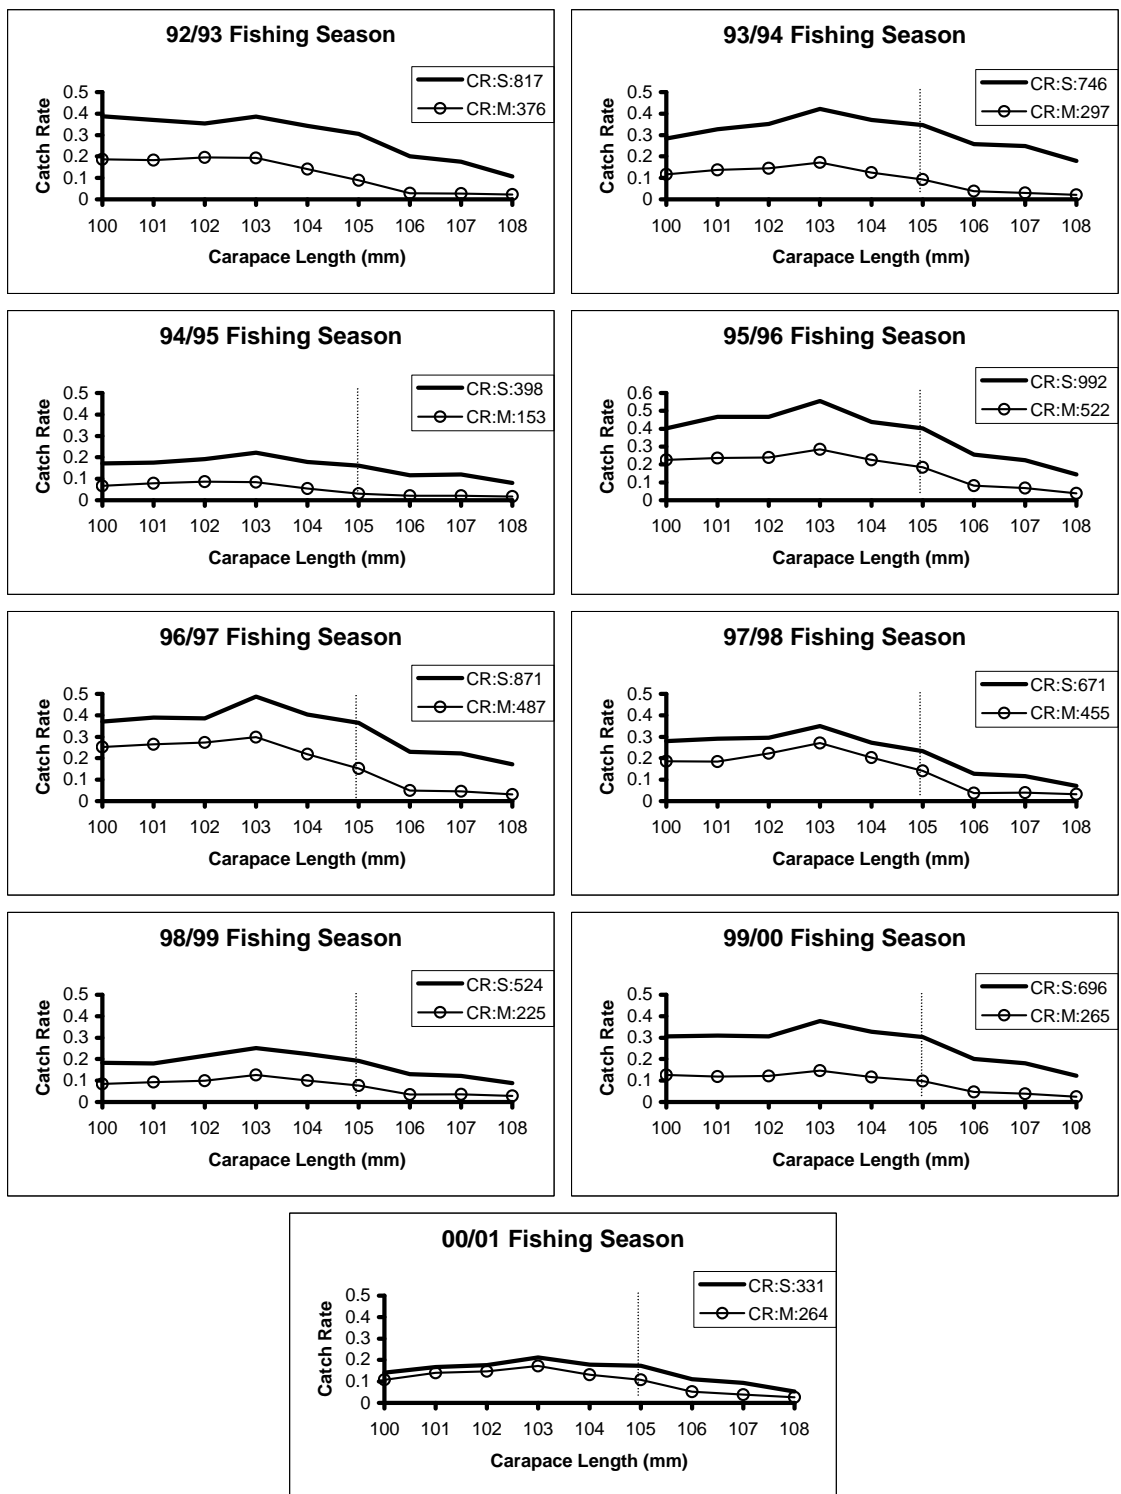 92/93 Fishing Season
CR:S:817
CR:M:376
Catch Rate
0.5
0.4
0.3
0.2
0.1
0
100 101 102 103 104 105 106 107 108
Carapace Length (mm)
93/94 Fishing Season
CR:S:746
CR:M:297
Catch Rate
0.5
0.4
0.3
0.2
0.1
0
100 101 102 103 104 105 106 107 108
Carapace Length (mm)
94/95 Fishing Season
CR:S:398
CR:M:153
Catch Rate
0.5
0.4
0.3
0.2
0.1
0
100 101 102 103 104 105 106 107 108
Carapace Length (mm)
95/96 Fishing Season
CR:S:992
CR:M:522
Catch Rate
0.6
0.5
0.4
0.3
0.2
0.1
0
100 101 102 103 104 105 106 107 108
Carapace Length (mm)
96/97 Fishing Season
CR:S:871
CR:M:487
Catch Rate
0.5
0.4
0.3
0.2
0.1
0
100 101 102 103 104 105 106 107 108
Carapace Length (mm)
97/98 Fishing Season
CR:S:671
CR:M:455
Catch Rate
0.5
0.4
0.3
0.2
0.1
0
100 101 102 103 104 105 106 107 108
Carapace Length (mm)
98/99 Fishing Season
CR:S:524
CR:M:225
Catch Rate
0.5
0.4
0.3
0.2
0.1
0
100 101 102 103 104 105 106 107 108
Carapace Length (mm)
99/00 Fishing Season
CR:S:696
CR:M:265
Catch Rate
0.5
0.4
0.3
0.2
0.1
0
100 101 102 103 104 105 106 107 108
Carapace Length (mm)
00/01 Fishing Season
CR:S:331
CR:M:264
Catch Rate
0.5
0.4
0.3
0.2
0.1
0
100 101 102 103 104 105 106 107 108
Carapace Length (mm)